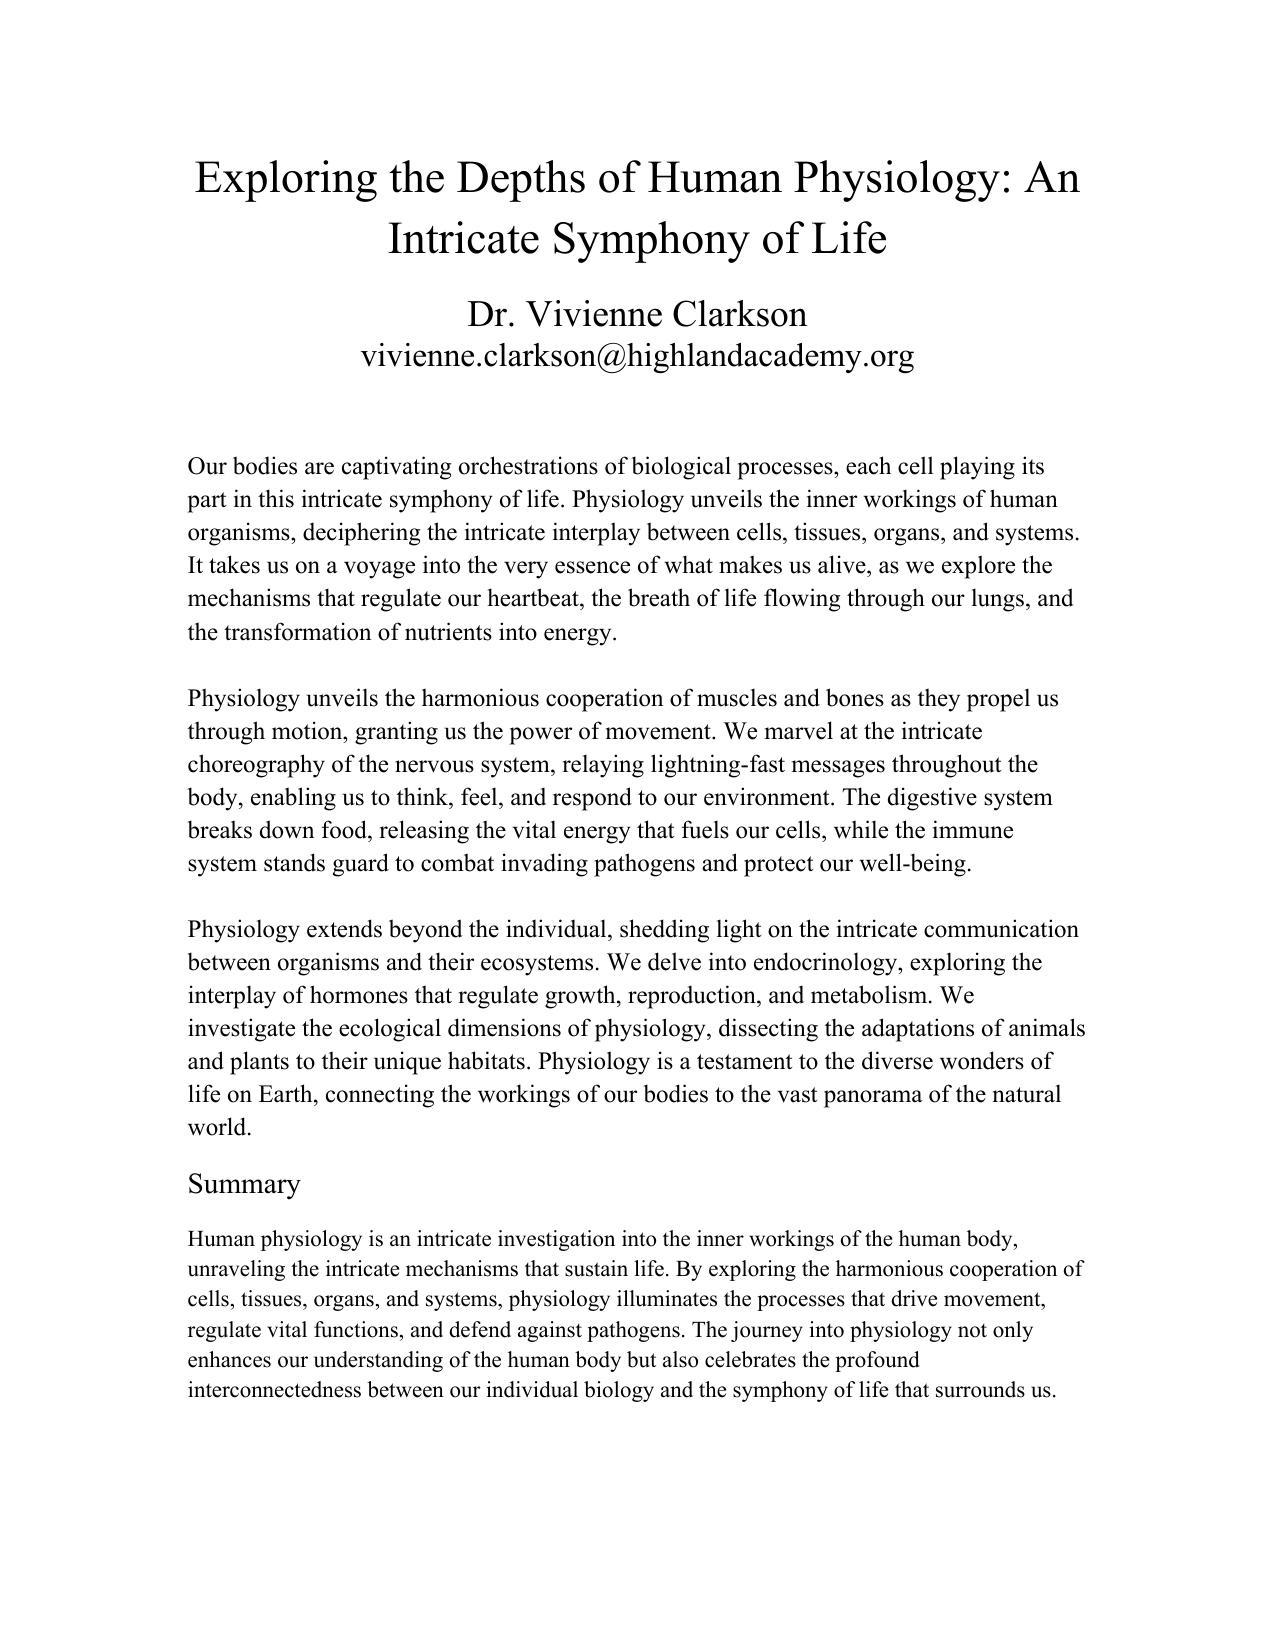 Exploring the Depths of Human Physiology: An
Intricate Symphony of Life
Dr. Vivienne Clarkson
vivienne.clarkson@highlandacademy.org
Our bodies are captivating orchestrations of biological processes, each cell playing its
part in this intricate symphony of life. Physiology unveils the inner workings of human
organisms, deciphering the intricate interplay between cells, tissues, organs, and systems.
It takes us on a voyage into the very essence of what makes us alive, as we explore the
mechanisms that regulate our heartbeat, the breath of life flowing through our lungs, and
the transformation of nutrients into energy.
Physiology unveils the harmonious cooperation of muscles and bones as they propel us
through motion, granting us the power of movement. We marvel at the intricate
choreography of the nervous system, relaying lightning-fast messages throughout the
body, enabling us to think, feel, and respond to our environment. The digestive system
breaks down food, releasing the vital energy that fuels our cells, while the immune
system stands guard to combat invading pathogens and protect our well-being.
Physiology extends beyond the individual, shedding light on the intricate communication
between organisms and their ecosystems. We delve into endocrinology, exploring the
interplay of hormones that regulate growth, reproduction, and metabolism. We
investigate the ecological dimensions of physiology, dissecting the adaptations of animals
and plants to their unique habitats. Physiology is a testament to the diverse wonders of
life on Earth, connecting the workings of our bodies to the vast panorama of the natural
world.
Summary
Human physiology is an intricate investigation into the inner workings of the human body,
unraveling the intricate mechanisms that sustain life. By exploring the harmonious cooperation of
cells, tissues, organs, and systems, physiology illuminates the processes that drive movement,
regulate vital functions, and defend against pathogens. The journey into physiology not only
enhances our understanding of the human body but also celebrates the profound
interconnectedness between our individual biology and the symphony of life that surrounds us.